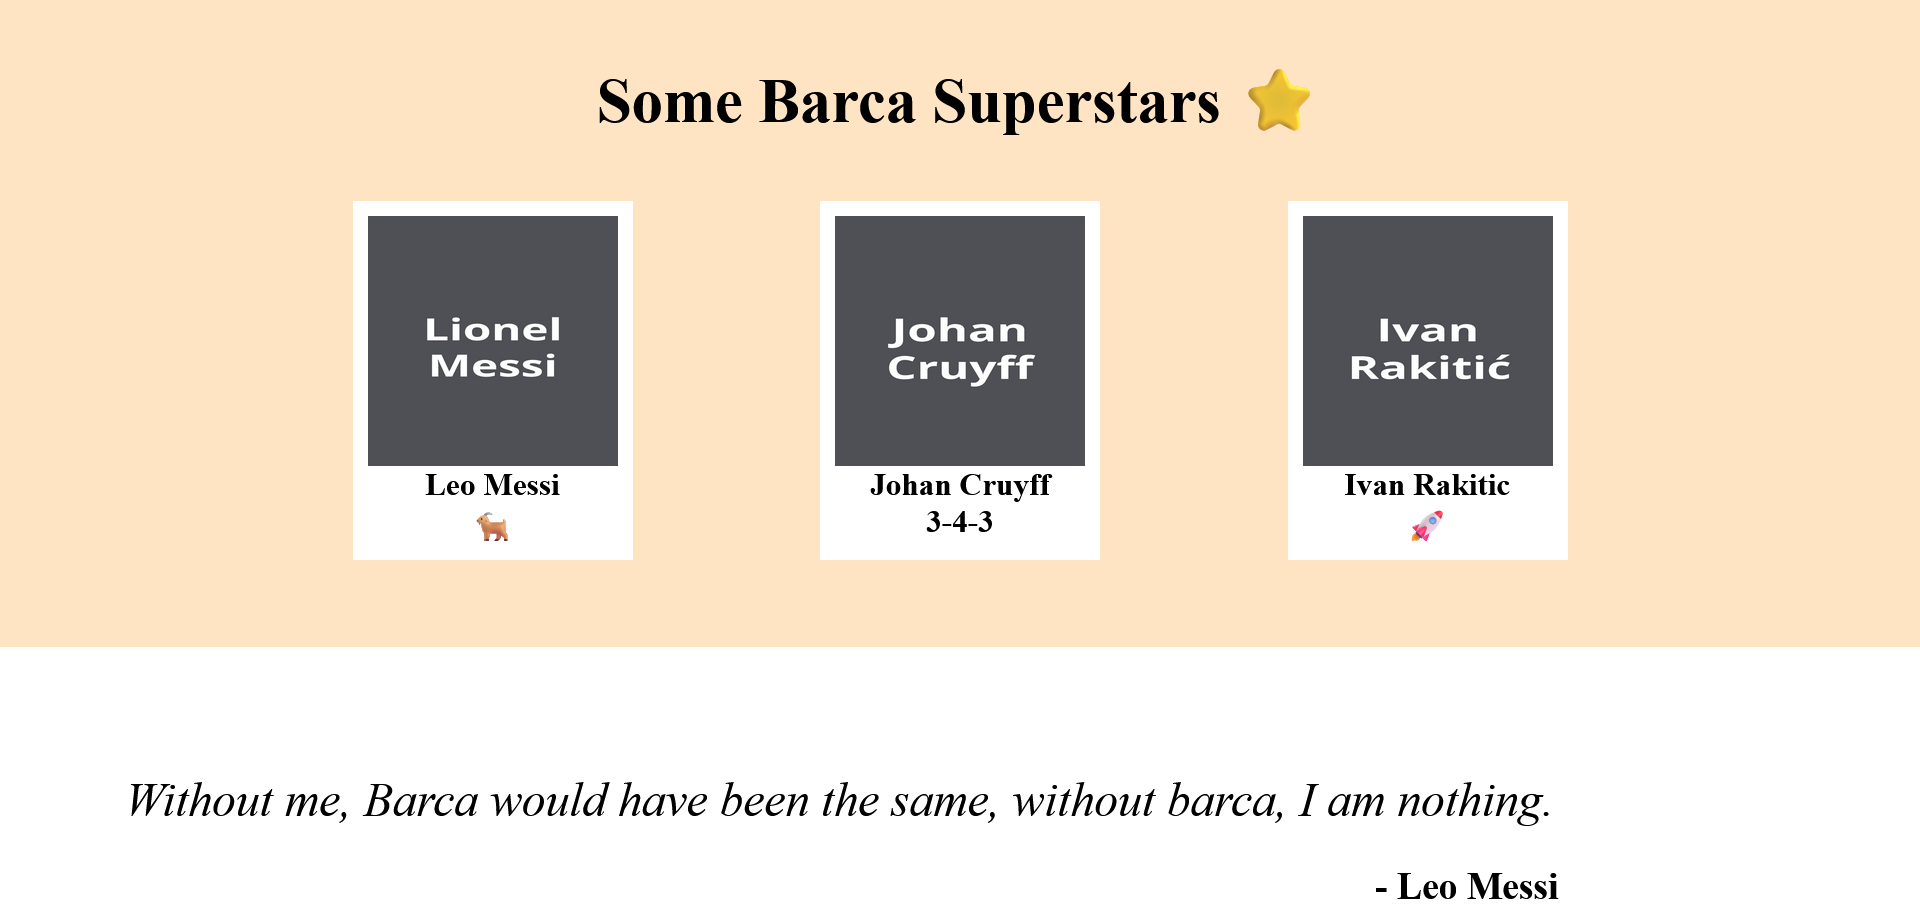 Some Barca Superstars ⭐
Lionel
Messi
Leo Messi
🐐
Johan
Cruyff
Johan Cruyff
3-4-3
Ivan
Rakitić
Ivan Rakitic
🚀
Without me, Barca would have been the same, without barca, I am nothing.
- Leo Messi